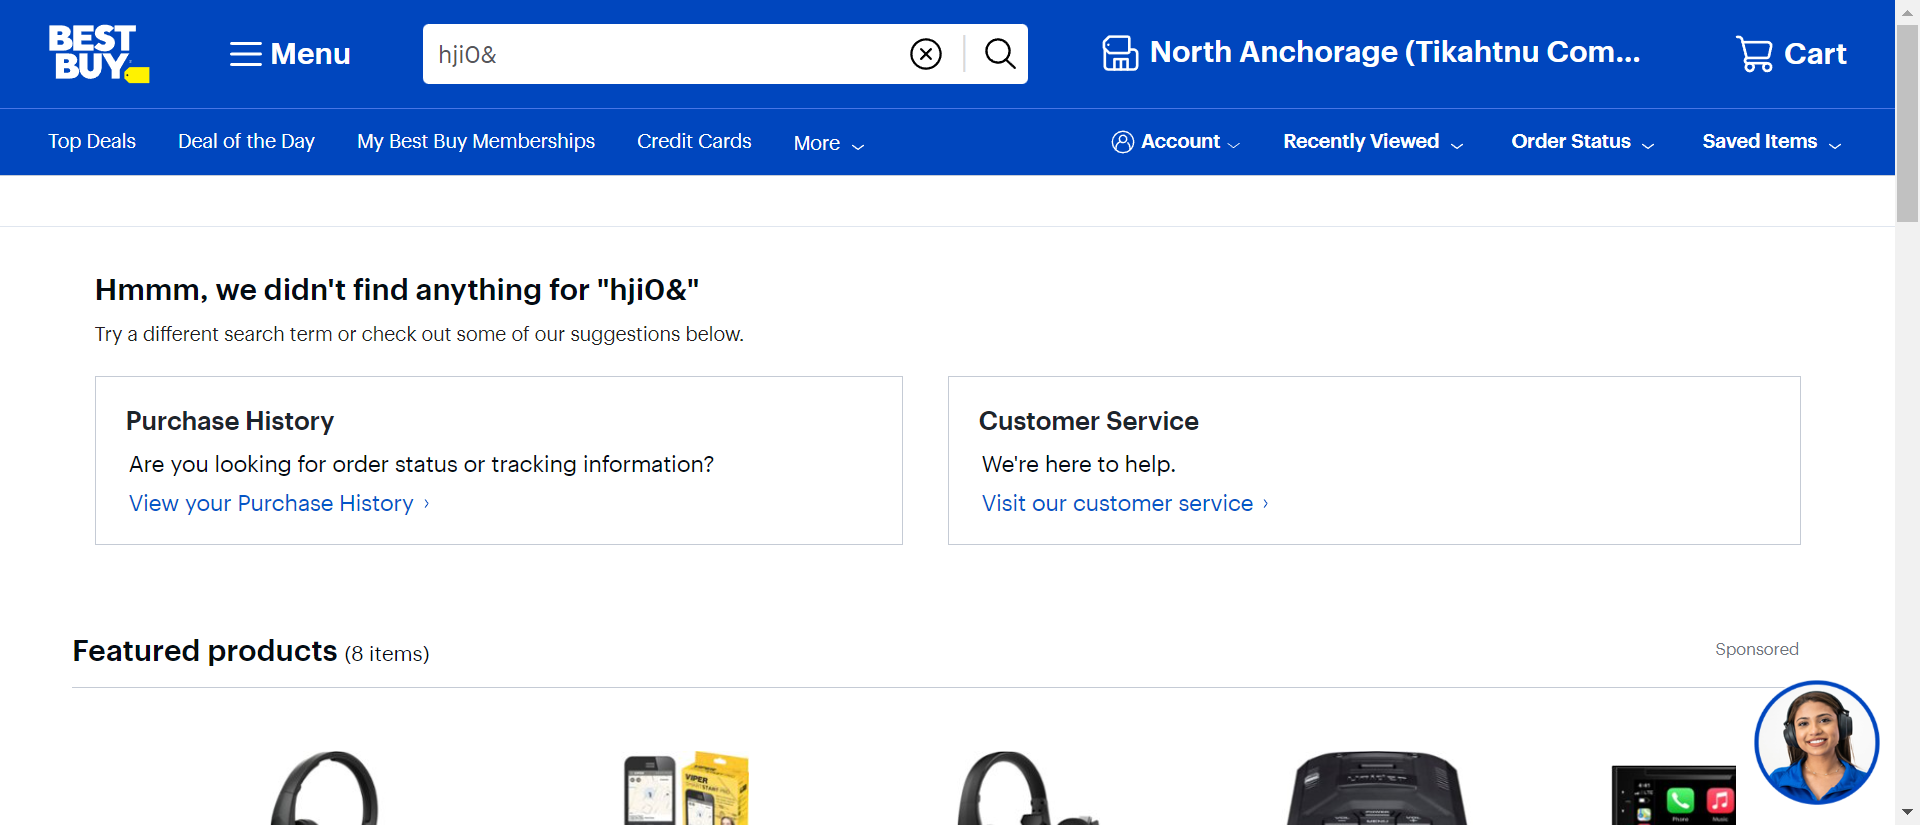 BEST BUY
Menu
hji0&
North Anchorage (Tikahtnu Com...
Cart
Top Deals
Deal of the Day
My Best Buy Memberships
Credit Cards
More
Account
Recently Viewed
Order Status
Saved Items
Hmmm, we didn't find anything for "hji0&"
Try a different search term or check out some of our suggestions below.
Purchase History
Are you looking for order status or tracking information?
View your Purchase History
Customer Service
We're here to help.
Visit our customer service
Featured products (8 items)
Sponsored
VIPER
Phone
Music